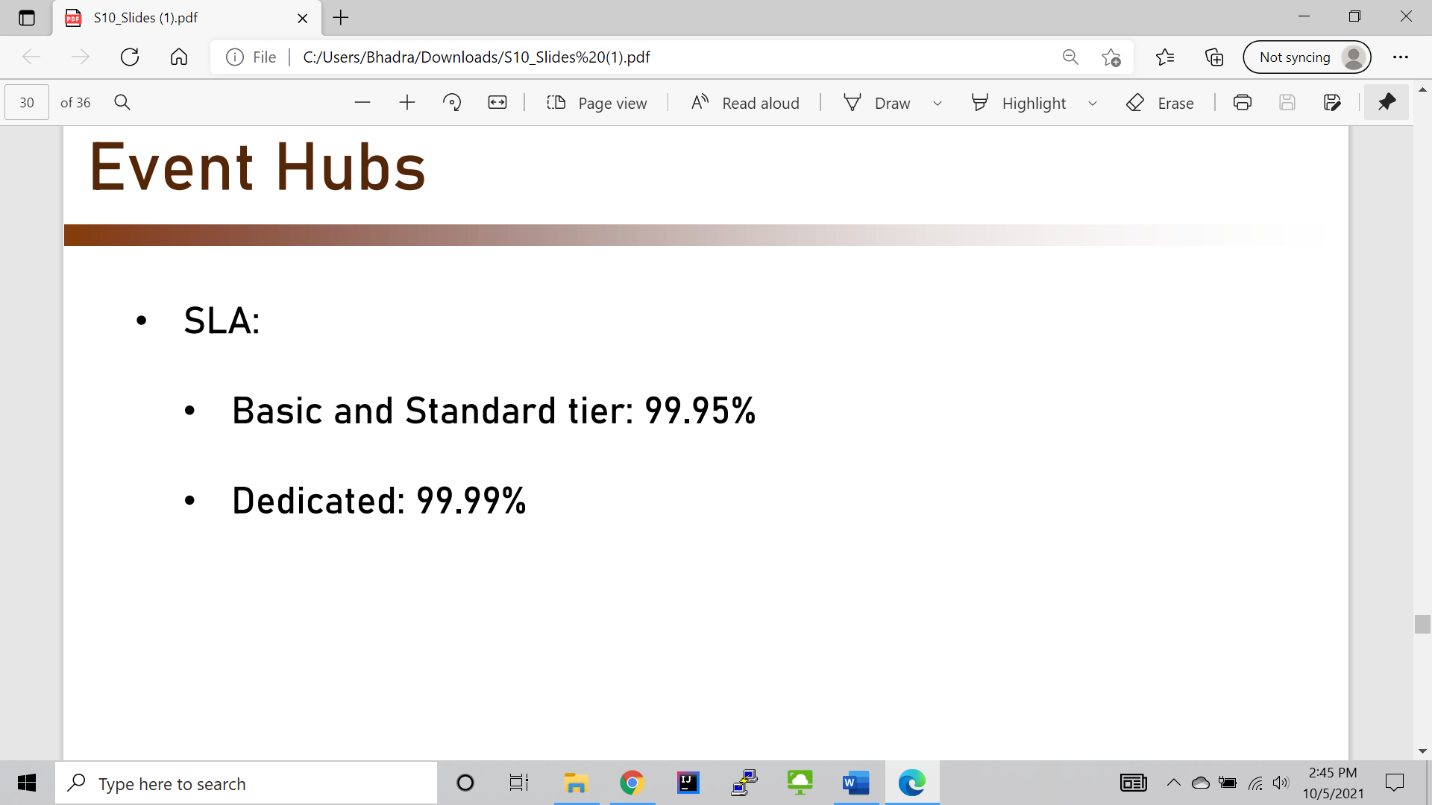 S10_Slides (1).pdf
File C:/Users/Bhadra/Downloads/S10_Slides%20(1).pdf Not syncing
30 of 36 Page view Read aloud Draw Highlight Erase
Event Hubs
• SLA:
• Basic and Standard tier: 99.95%
• Dedicated: 99.99%
Type here to search
2:45 PM
10/5/2021